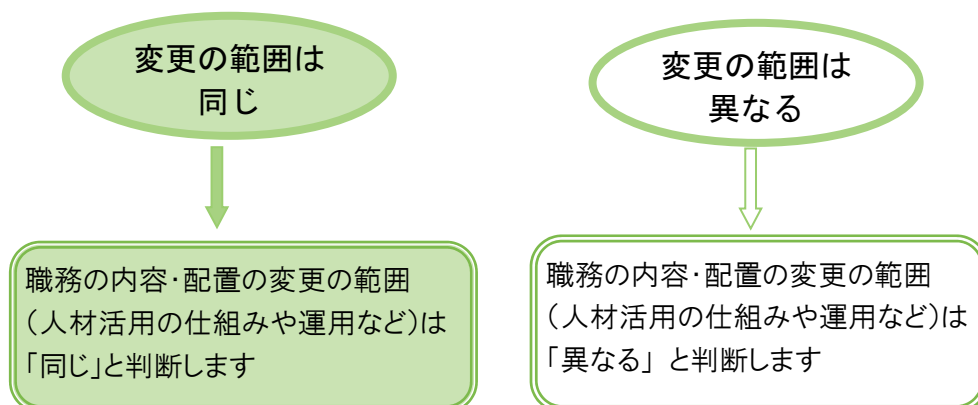 変更の範囲は
同じ
変更の範囲は
異なる
職務の内容・配置の変更の範囲
（人材活用の仕組みや運用など）は
「同じ」と判断します
職務の内容・配置の変更の範囲
（人材活用の仕組みや運用など）は
「異なる」 と判断します